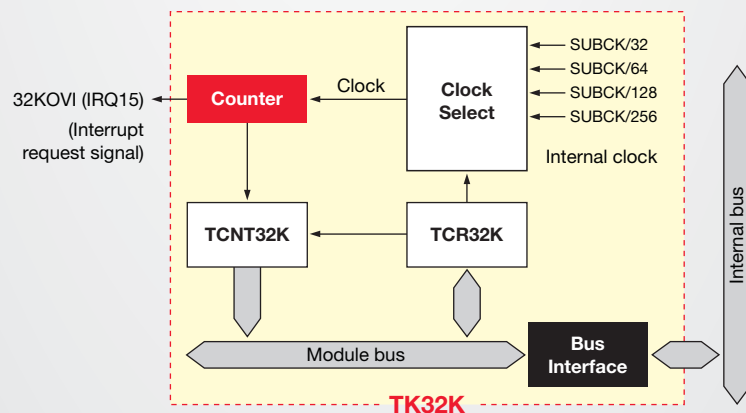 SUBCK/32
SUBCK/64
SUBCK/128
SUBCK/256
Internal clock
Clock
Select
Clock
Counter
32KOVI (IRQ15)
(Interrupt
request signal)
TCNT32K
TCR32K
Module bus
Bus
Interface
Internal bus
TK32K